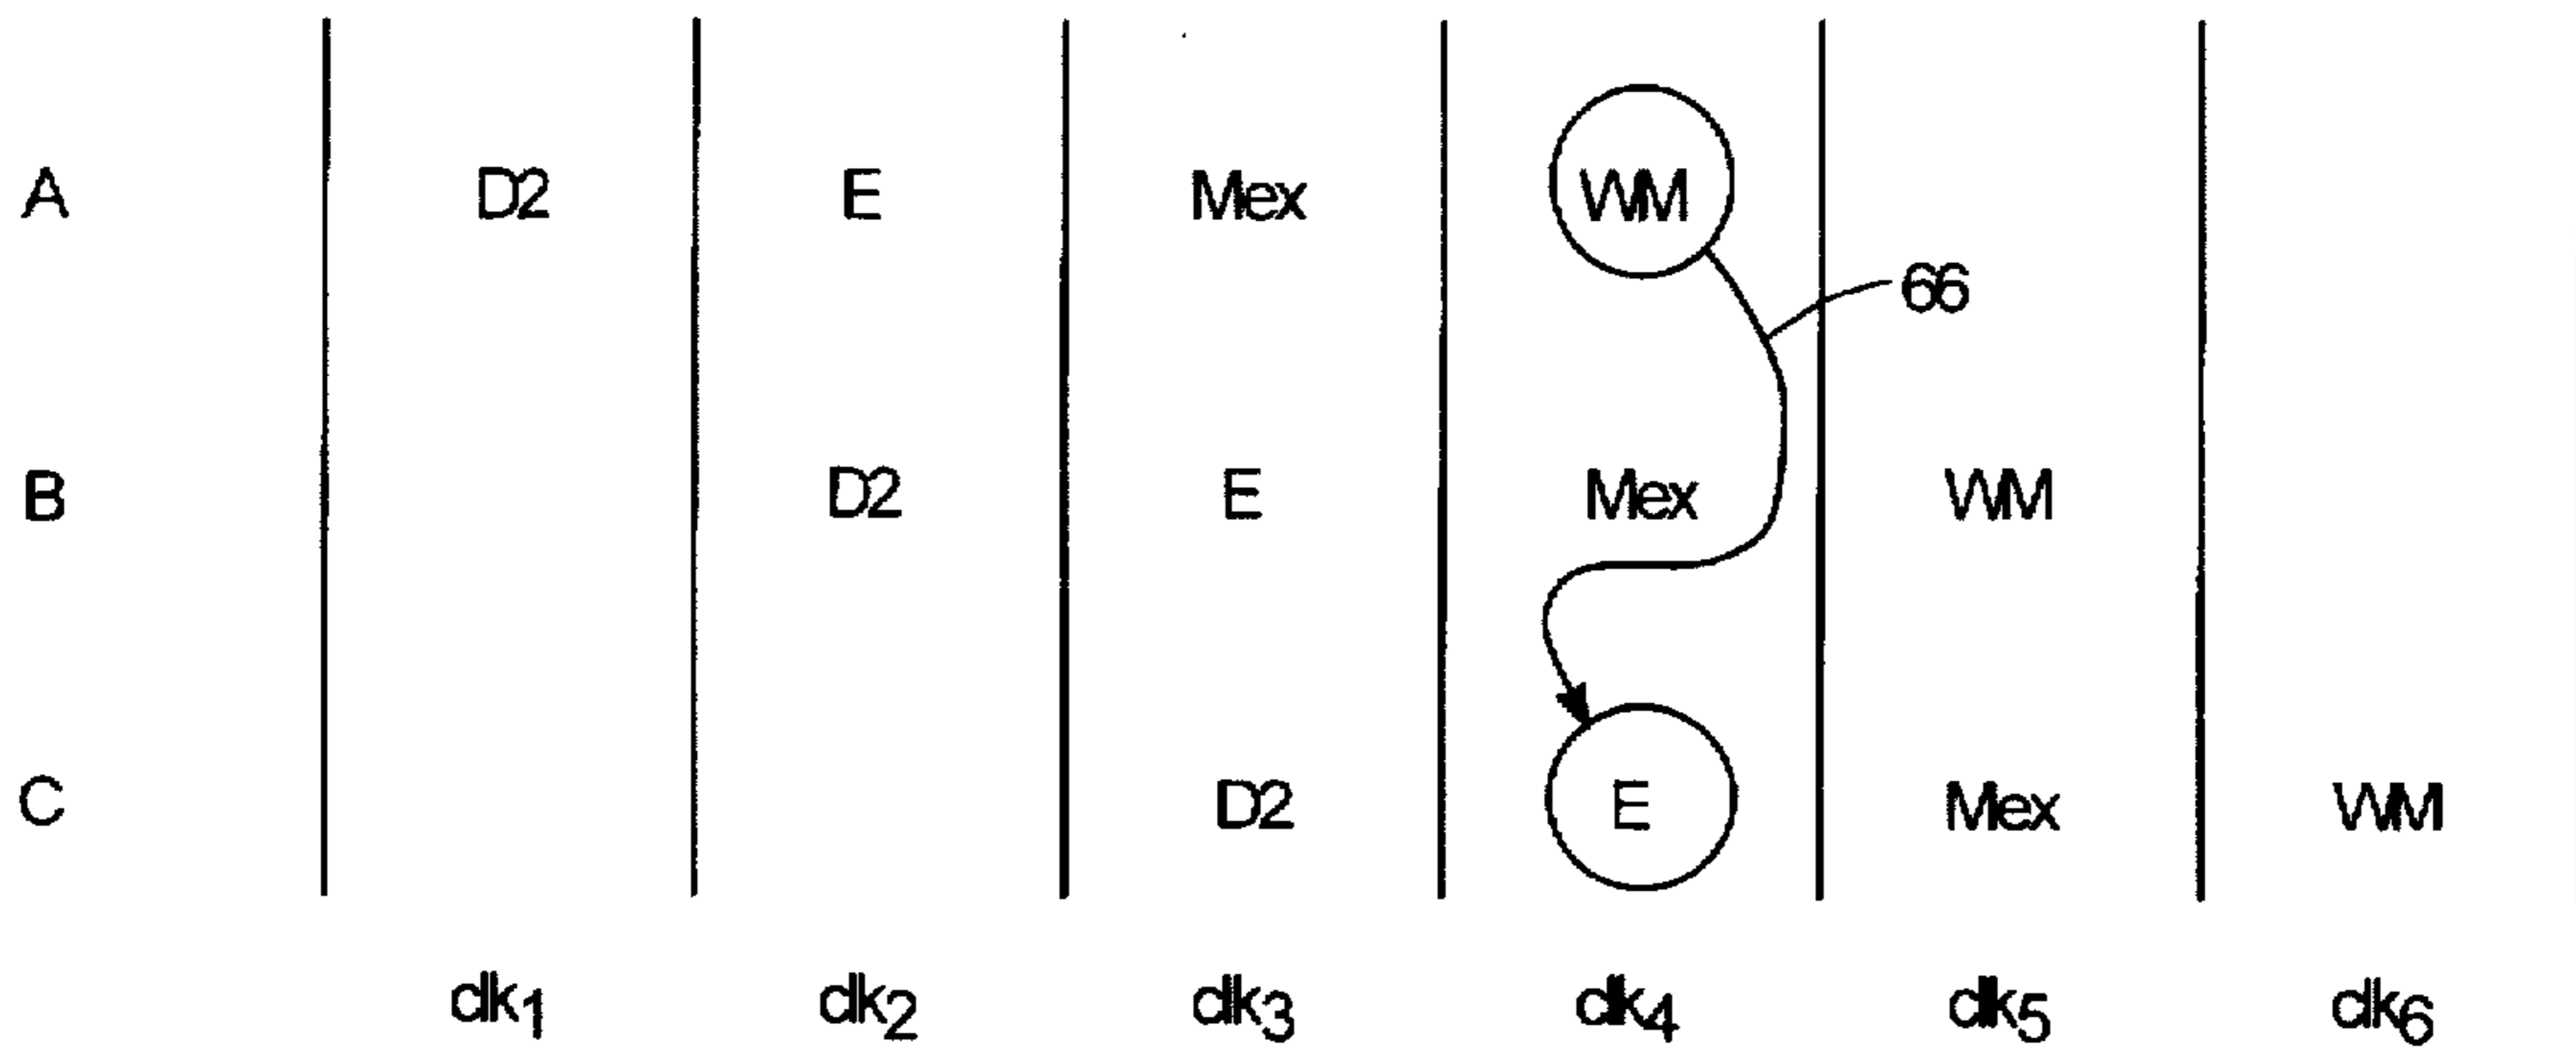 A D2 E Mex WM
66
B D2 E Mex WM
C D2 E Mex WM
clk1 clk2 clk3 clk4 clk5 clk6